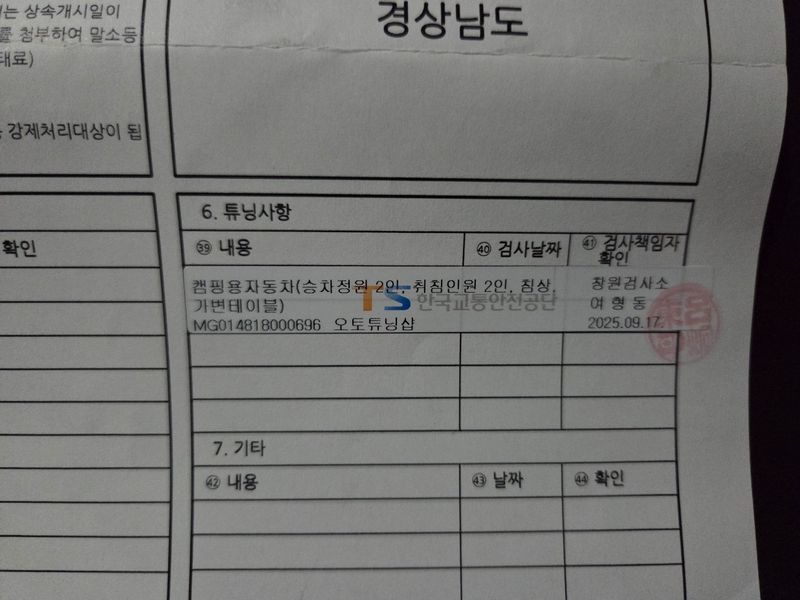 는 상속개시일이
청부하여 말소등
태료)
강제처리대상이 됩
확인
경상남도
6. 튜닝사항
㊴ 내용
㊵ 검사날짜
㊶ 검사책임자
확인
캠핑용자동차(승차정원 2인, 취침인원 2인, 침상,
가변테이블)
MG014818000696 오토튜닝샵
TS 한국교통안전공단
창원검사소
여형동
2025.09.17.
7. 기타
㊷ 내용
㊸ 날짜
㊹ 확인